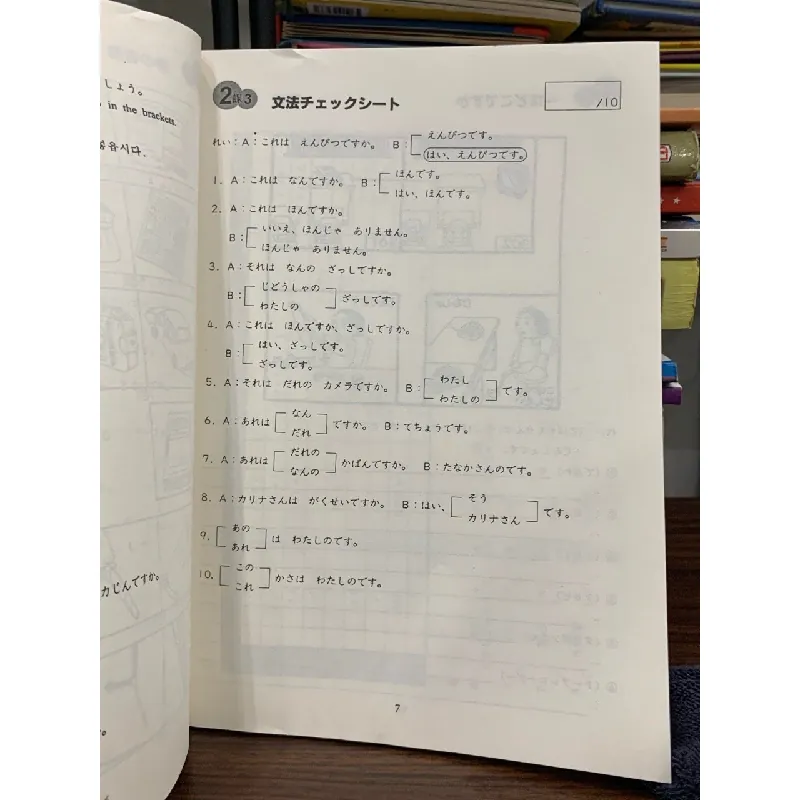 しょう。
in the brackets.
시다.
カじんですか。
2課3 文法チェックシート
/10
れい:A:これは えんぴつですか。 B:
えんぴつです。
はい、えんぴつです。
1. A:これは なんですか。 B:
ほんです。
はい、ほんです。
2. A:これは ほんですか。
B:
いいえ、ほんじゃ ありません。
ほんじゃ ありません。
3. A:それは なんの ざっしですか。
B:
じどうしゃの
わたしの
ざっしです。
4. A:これは ほんですか、ざっしですか。
B:
はい、ざっしです。
ざっしです。
5. A:それは だれの カメラですか。 B:
わたし
わたしの
です。
6. A:あれは
なん
だれ
ですか。 B:てちょうです。
7. A:あれは
だれの
なんの
かばんですか。 B:たなかさんのです。
8. A:カリナさんは がくせいですか。 B:はい、
そう
カリナさん
です。
9.
あの
あれ
は わたしのです。
10.
この
これ
かさは わたしのです。
7